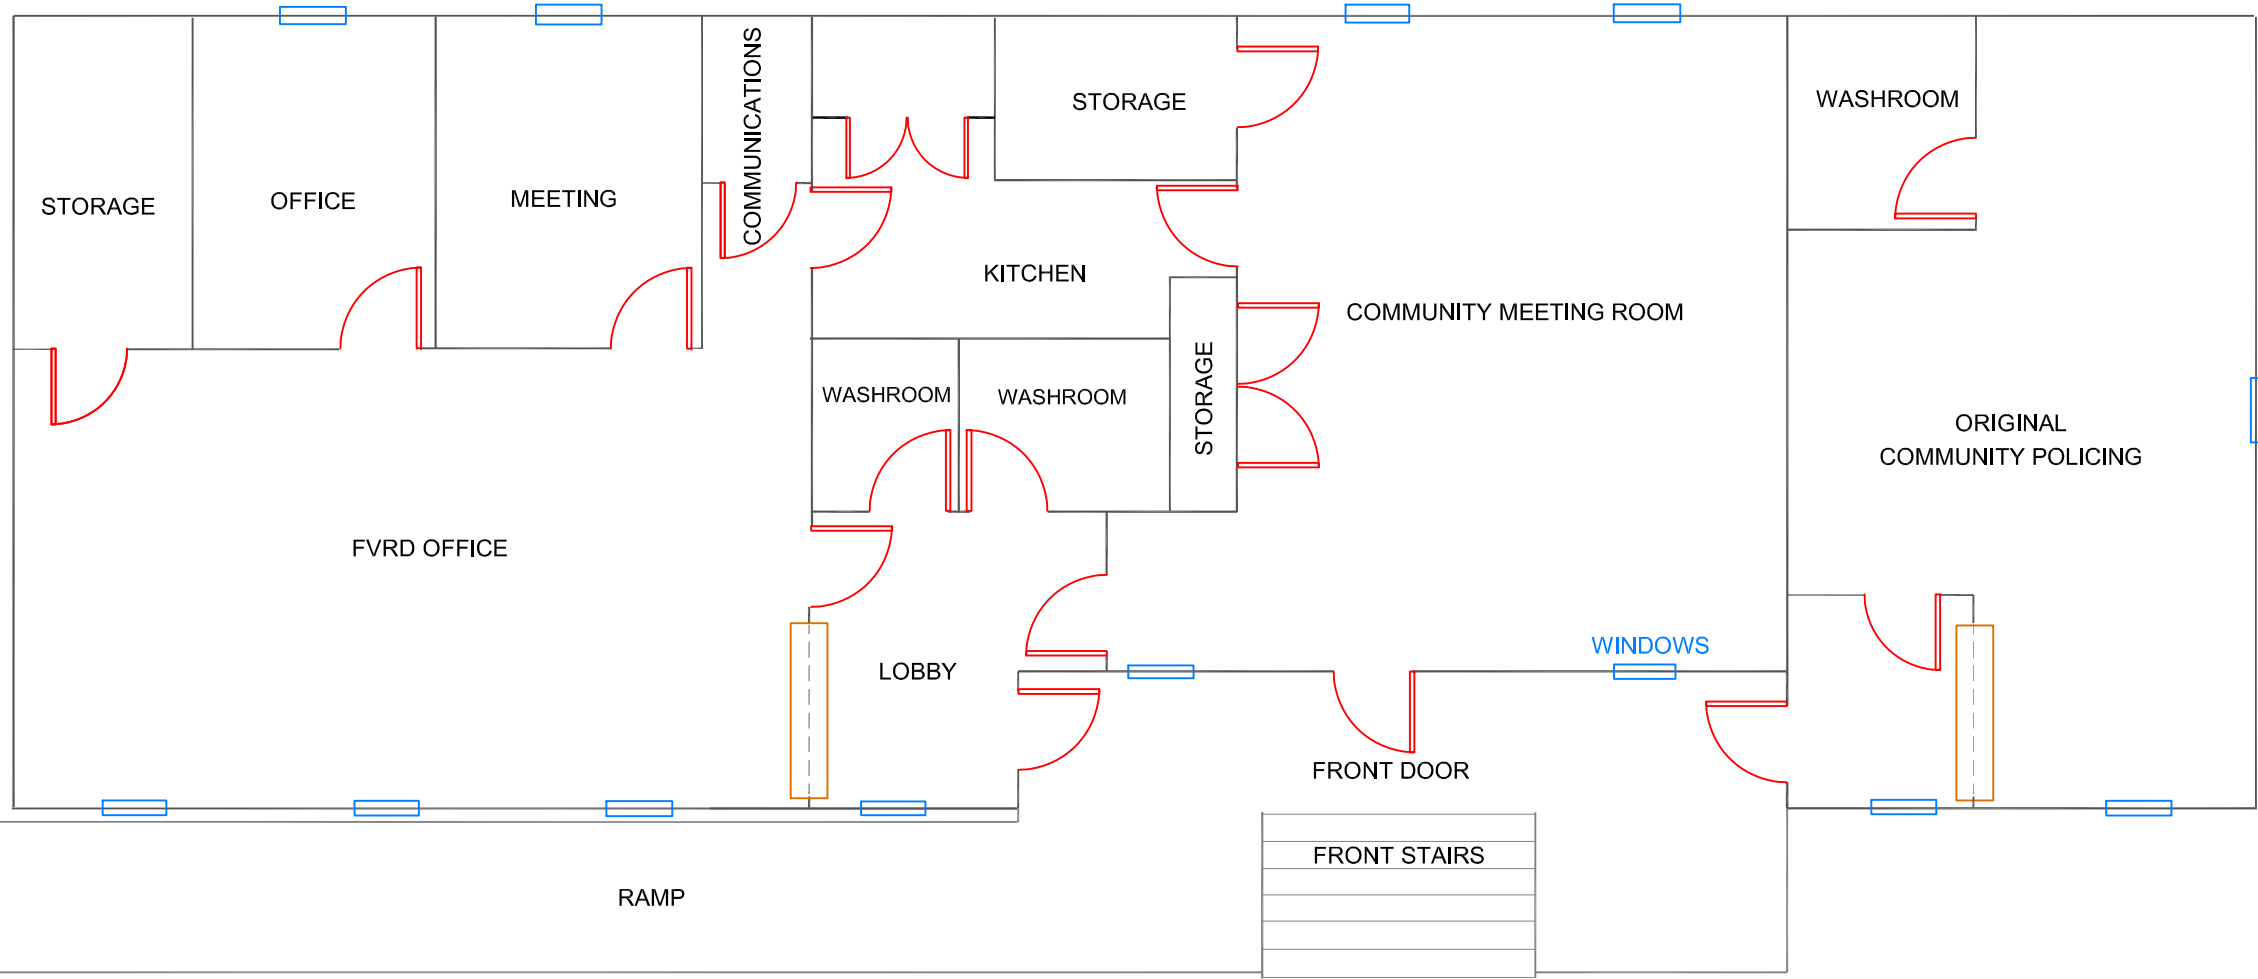 COMMUNICATIONS
STORAGE
WASHROOM
STORAGE
OFFICE
MEETING
KITCHEN
COMMUNITY MEETING ROOM
STORAGE
WASHROOM
WASHROOM
ORIGINAL
COMMUNITY POLICING
FVRD OFFICE
WINDOWS
LOBBY
FRONT DOOR
FRONT STAIRS
RAMP